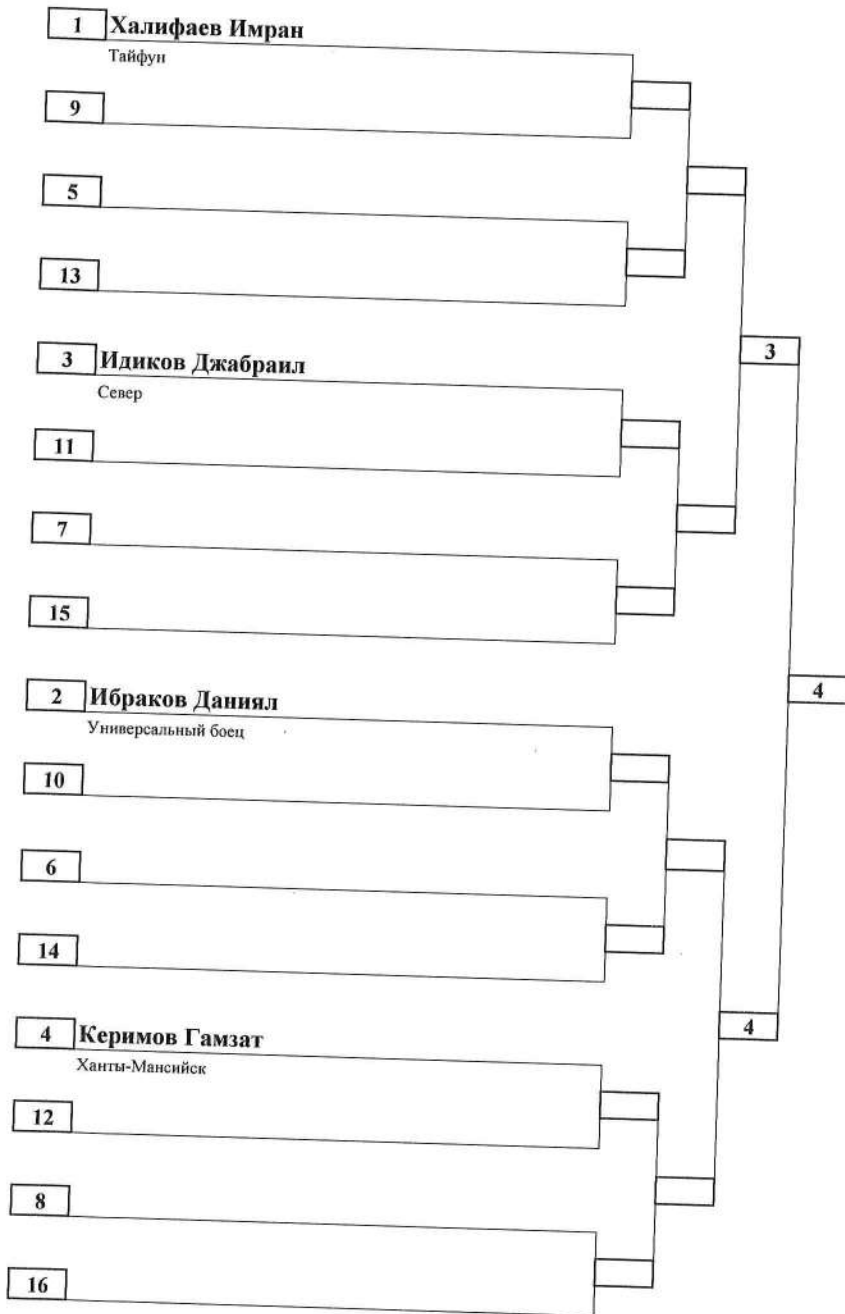 1 Халифаев Имран
Тайфун
9
5
13
3
3 Идиков Джабраил
Север
11
7
15
4
2 Ибраков Даниял
Универсальный боец
10
6
14
4
4 Керимов Гамзат
Ханты-Мансийск
12
8
16